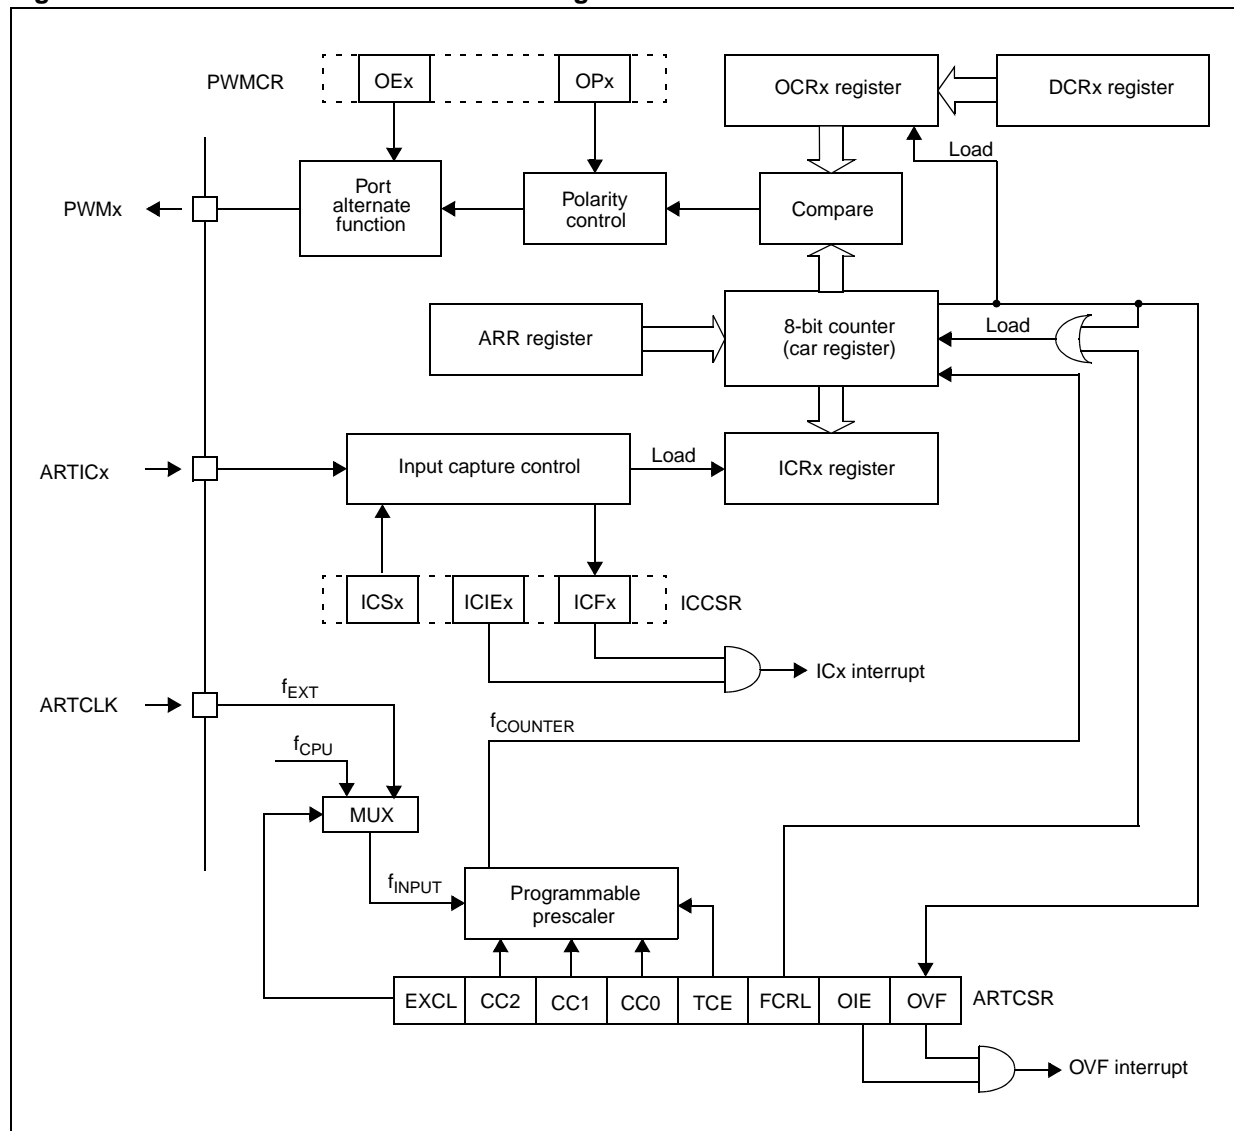 PWMCR
OEx
OPx
OCRx register
DCRx register
Load
PWMx
Port
alternate
function
Polarity
control
Compare
ARR register
8-bit counter
(car register)
Load
ARTICx
Input capture control
Load
ICRx register
ICSx
ICIEx
ICFx
ICCSR
ICx interrupt
ARTCLK
fEXT
fCOUNTER
fCPU
MUX
fINPUT
Programmable
prescaler
EXCL
CC2
CC1
CC0
TCE
FCRL
OIE
OVF
ARTCSR
OVF interrupt